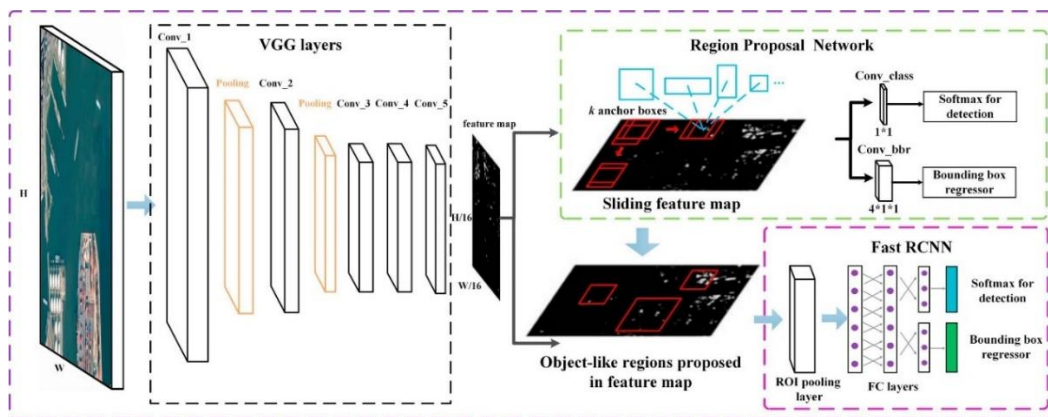 VGG layers
Conv_1
Pooling
Conv_2
Pooling
Conv_3
Conv_4
Conv_5
H
W
feature map
H/16
W/16
Region Proposal Network
k anchor boxes
...
Sliding feature map
Conv_class
1*1
Softmax for
detection
Conv_bbr
4*1*1
Bounding box
regressor
Object-like regions proposed
in feature map
Fast RCNN
ROI pooling
layer
FC layers
Softmax for
detection
Bounding box
regressor